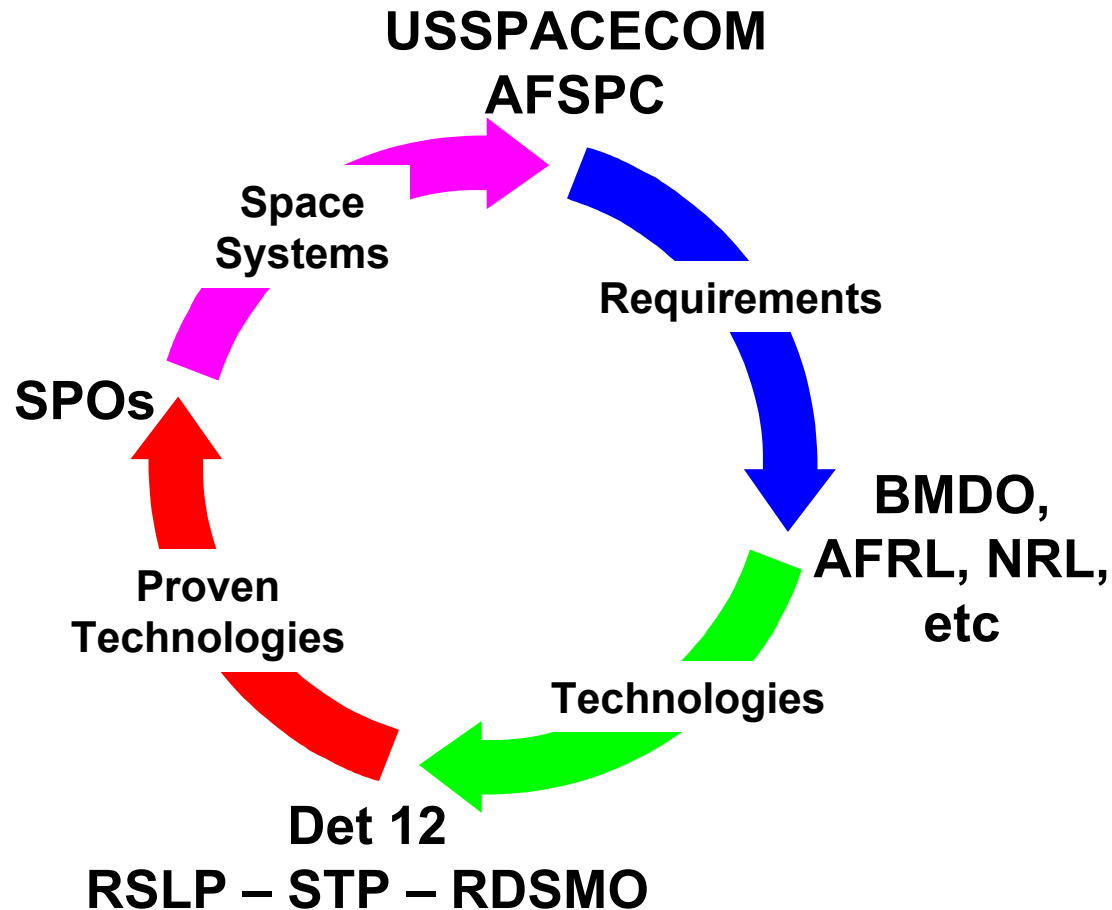 USSPACECOM
AFSPC
Space
Systems
Requirements
SPOs
BMDO,
AFRL, NRL,
etc
Proven
Technologies
Technologies
Det 12
RSLP – STP – RDSMO